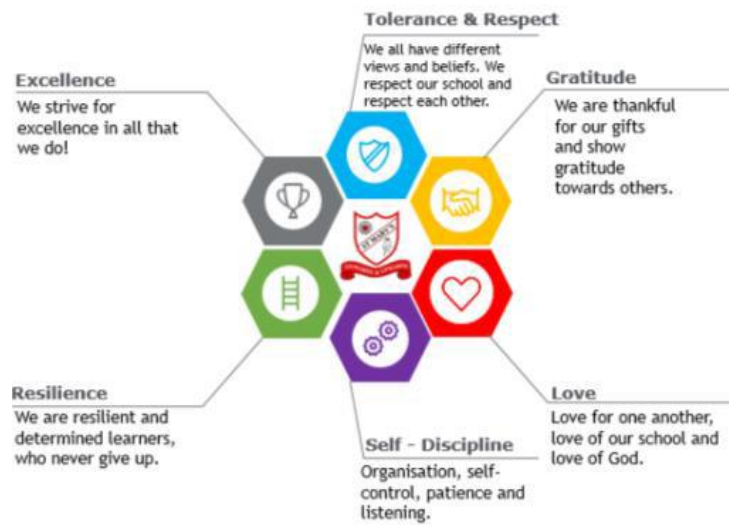 Tolerance & Respect
We all have different
views and beliefs. We
respect our school and
respect each other.
Excellence
We strive for
excellence in all that
we do!
Gratitude
We are thankful
for our gifts
and show
gratitude
towards others.
ST MARY'S
Resilience
We are resilient and
determined learners,
who never give up.
Self - Discipline
Organisation, self-
control, patience and
listening.
Love
Love for one another,
love of our school and
love of God.